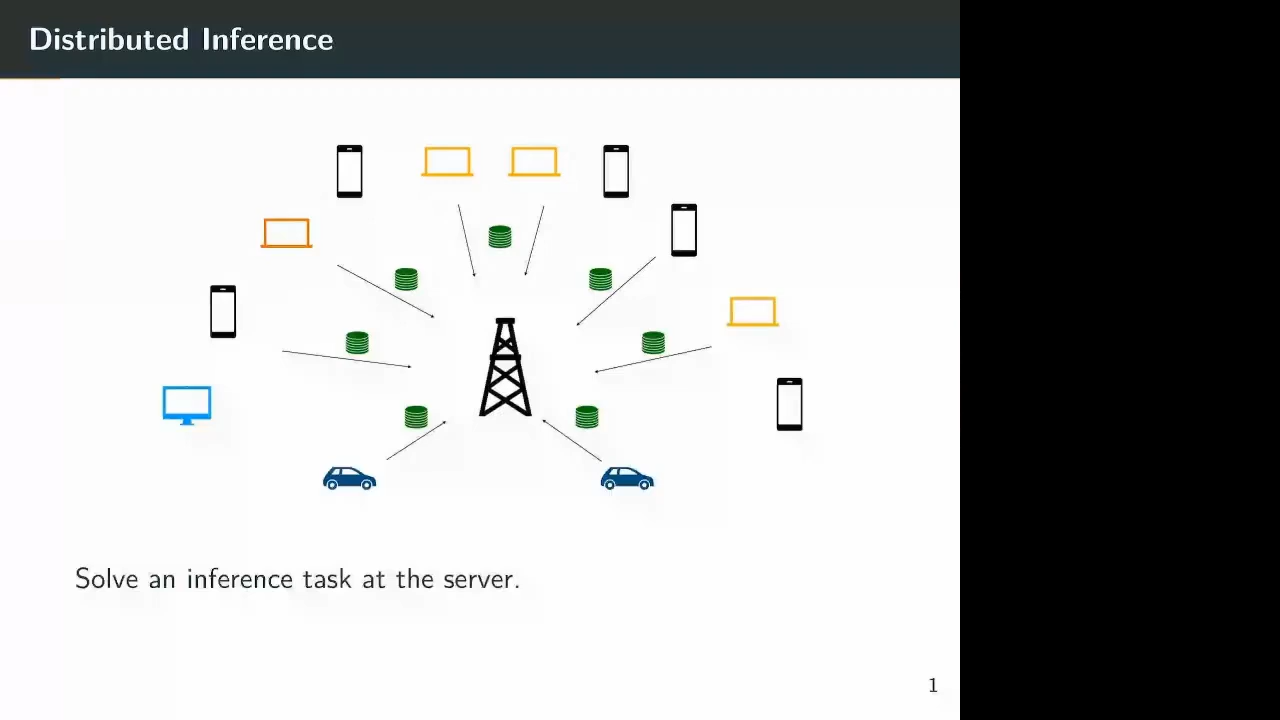 Distributed Inference
Solve an inference task at the server.
1